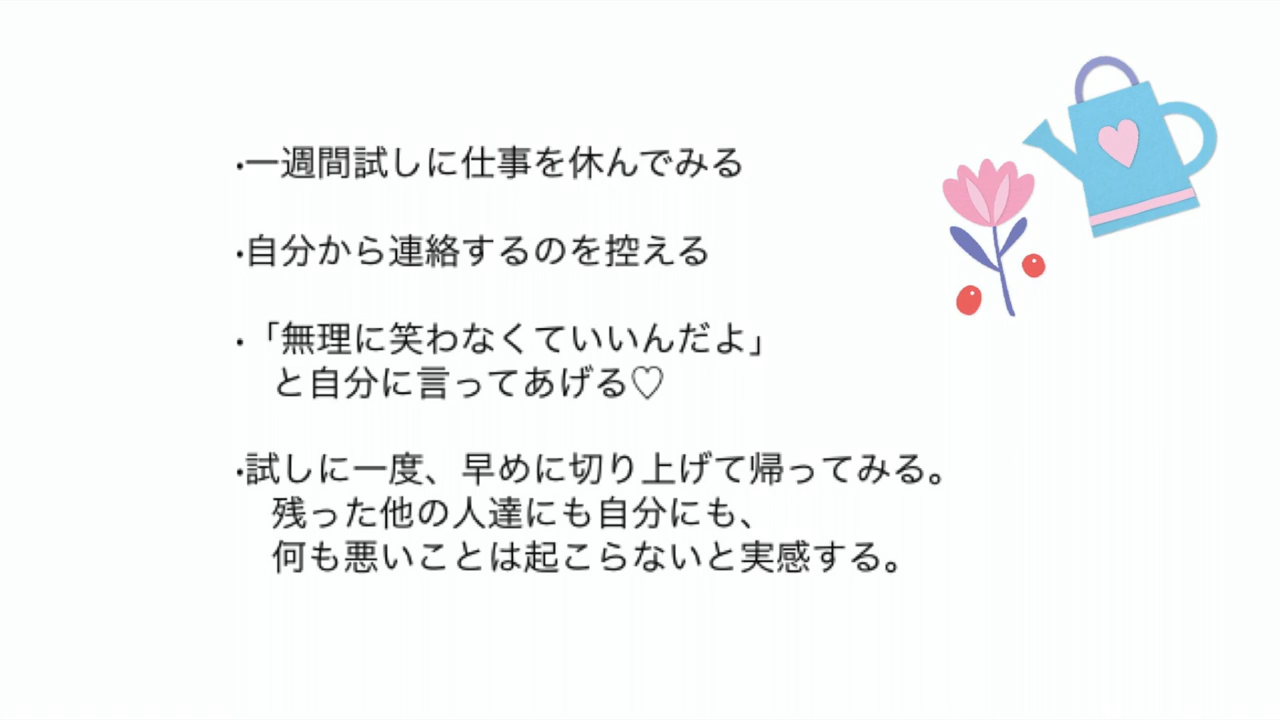 ・一週間試しに仕事を休んでみる
・自分から連絡するのを控える
・「無理に笑わなくていいんだよ」
と自分に言ってあげる♡
・試しに一度、早めに切り上げて帰ってみる。
残った他の人達にも自分にも、
何も悪いことは起こらないと実感する。